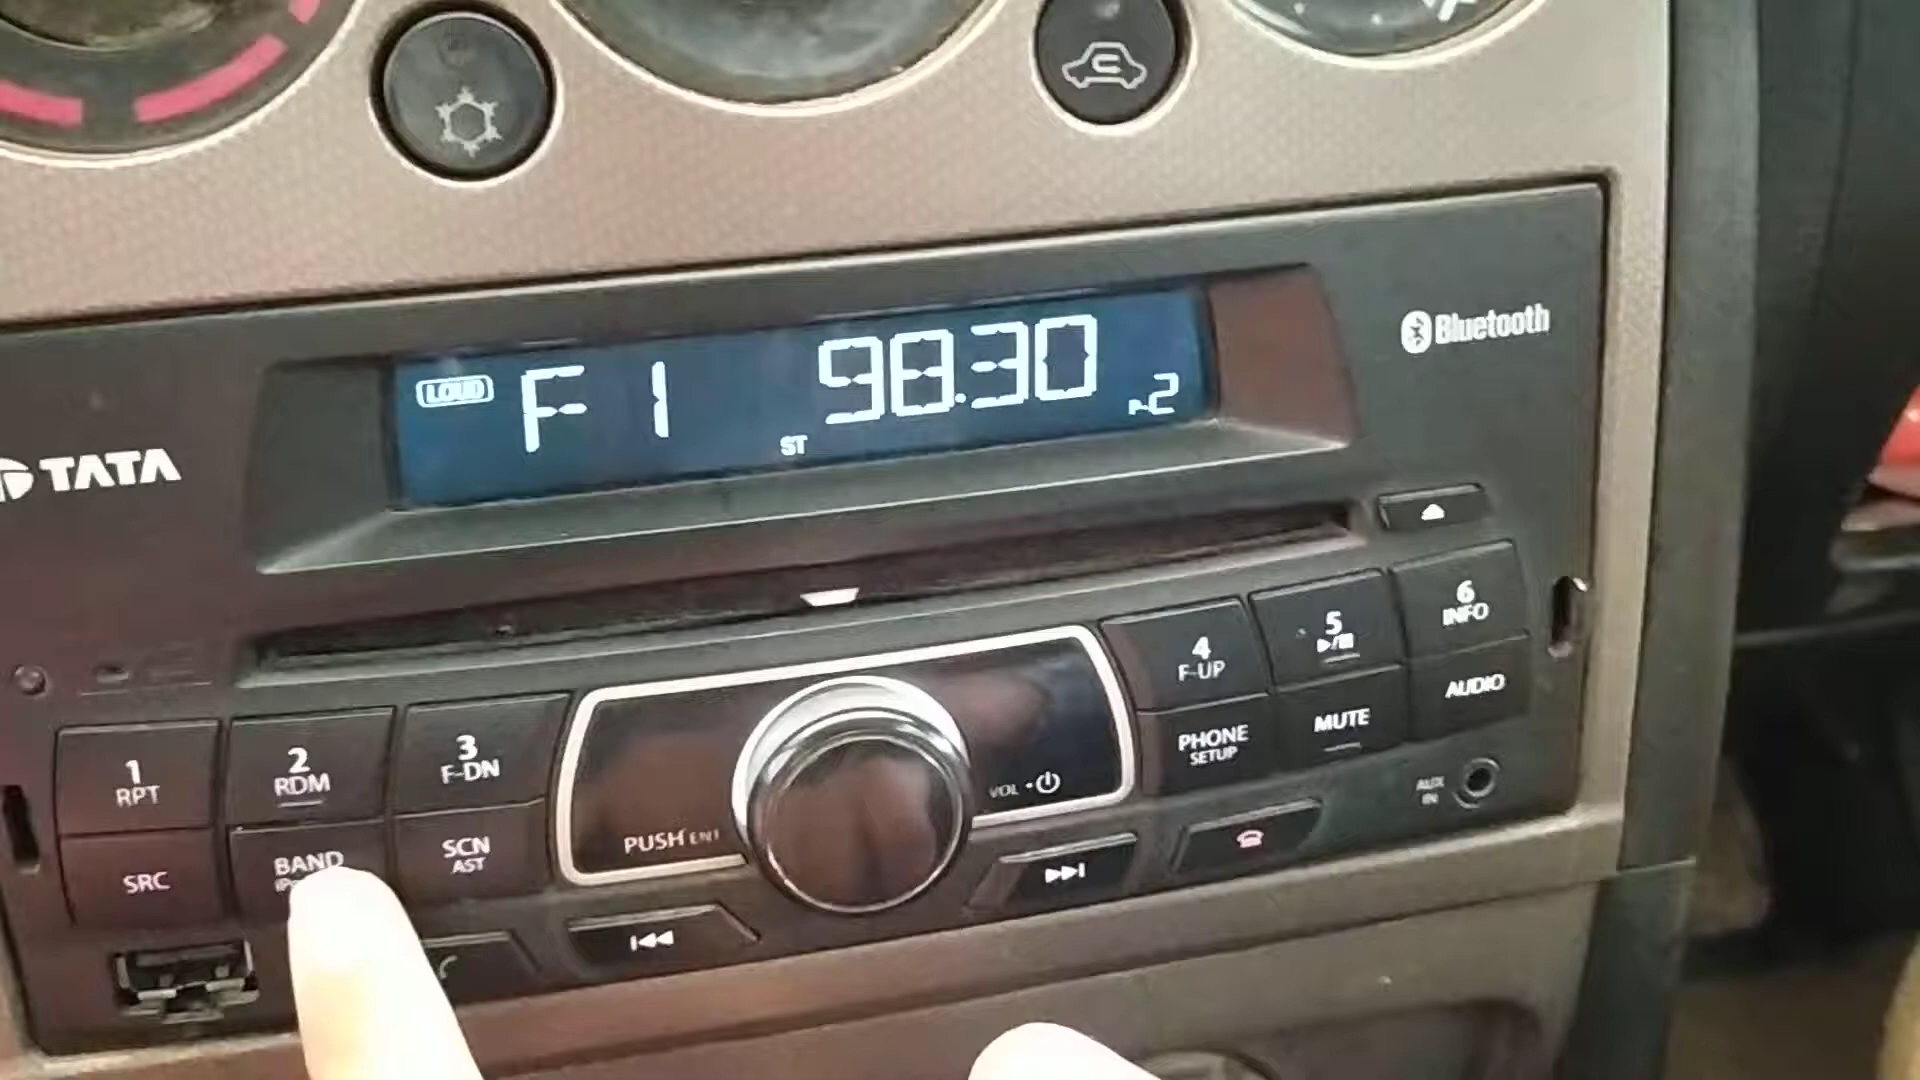 LOUD F 1 98.30
ST
Bluetooth
TATA
1
RPT
2
RDM
3
F-DN
4
F-UP
5
6
INFO
SRC
BAND
SCN
AST
PUSH ENT
VOL
PHONE
SETUP
MUTE
AUDIO
AUX
IN